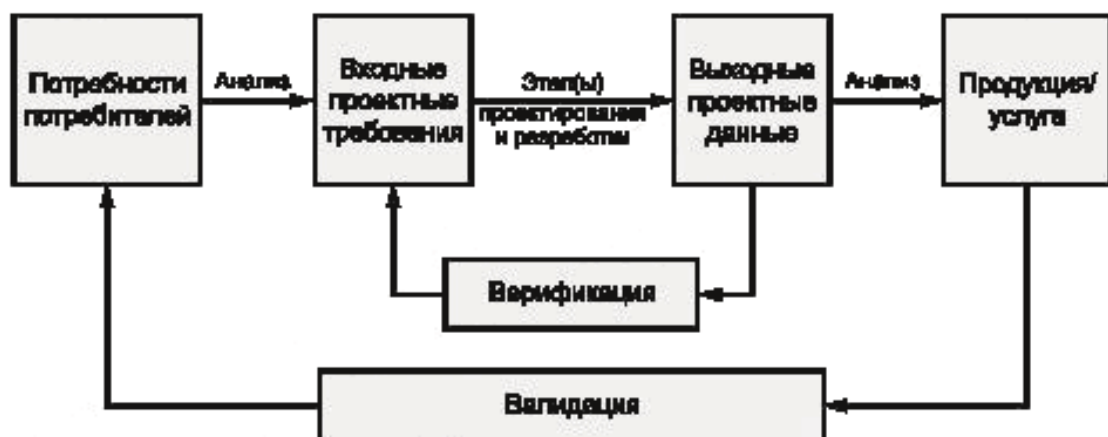 Потребности
потребителей
Анализ
Входные
проектные
требования
Этап(ы)
проектирования
и разработки
Выходные
проектные
данные
Анализ
Продукция/
услуга
Верификация
Валидация